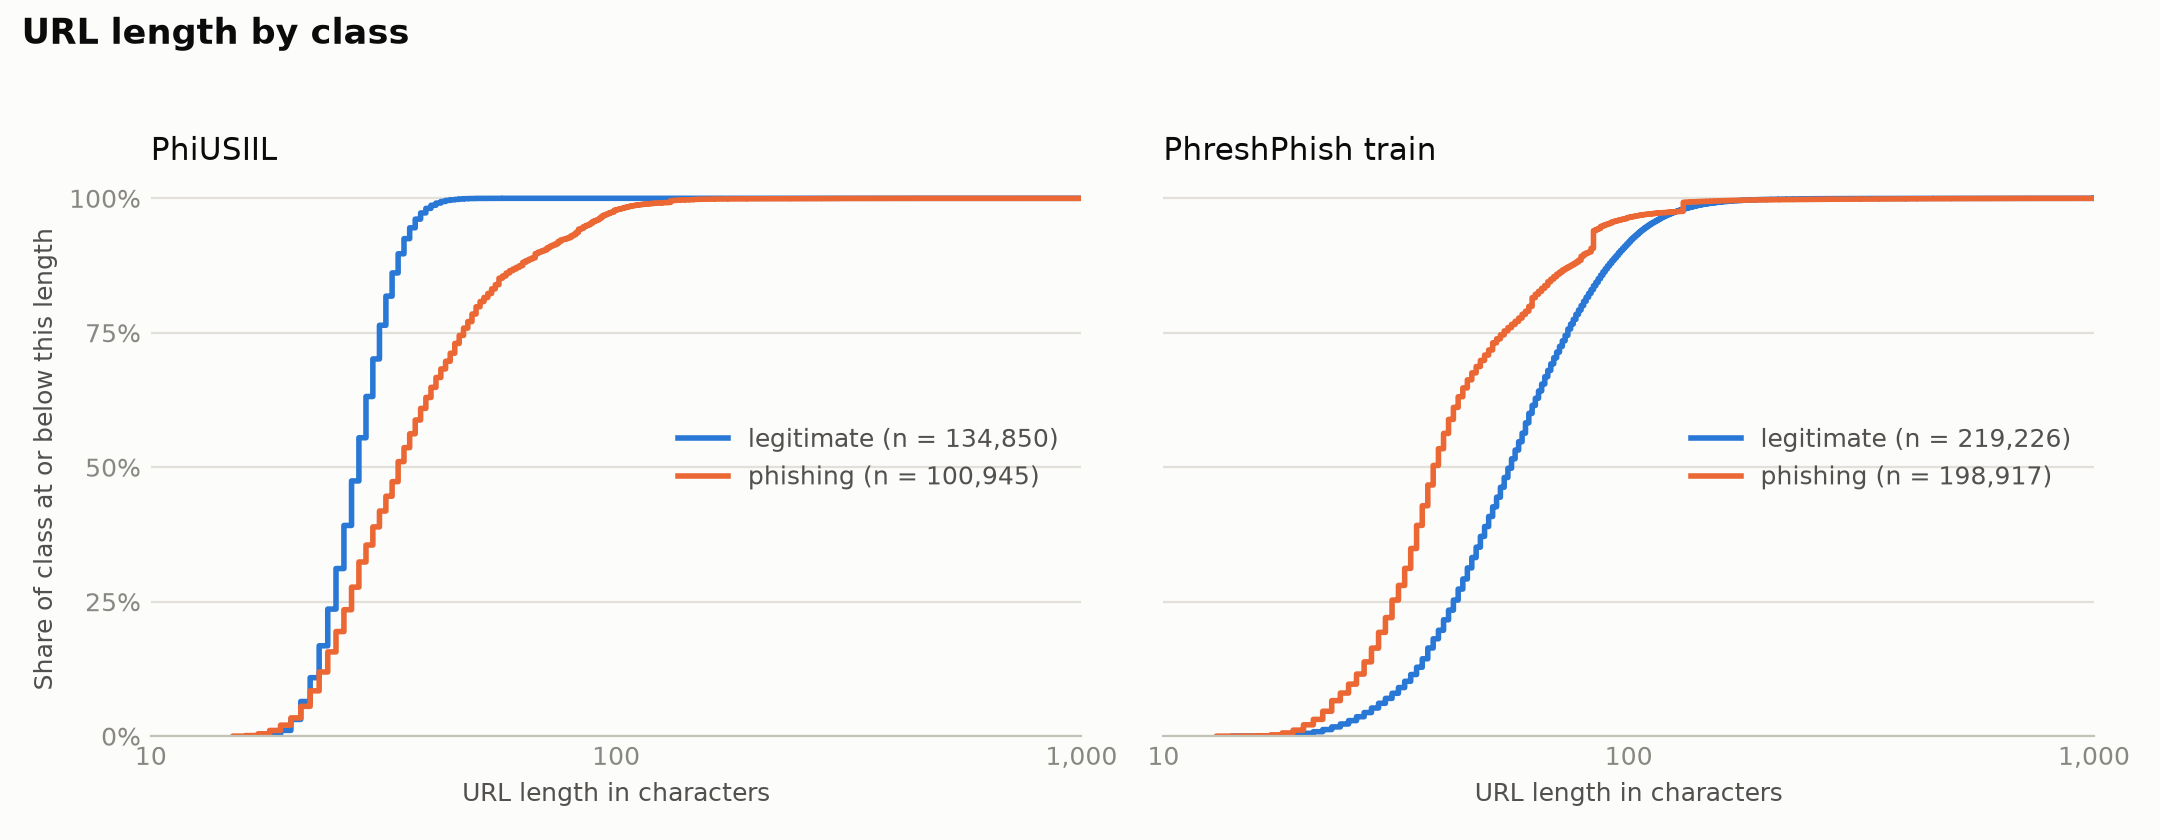 URL length by class
PhiUSIIL
PhreshPhish train
Share of class at or below this length
100%
75%
50%
25%
0%
legitimate (n = 134,850)
phishing (n = 100,945)
legitimate (n = 219,226)
phishing (n = 198,917)
10 100 1,000
10 100 1,000
URL length in characters
URL length in characters